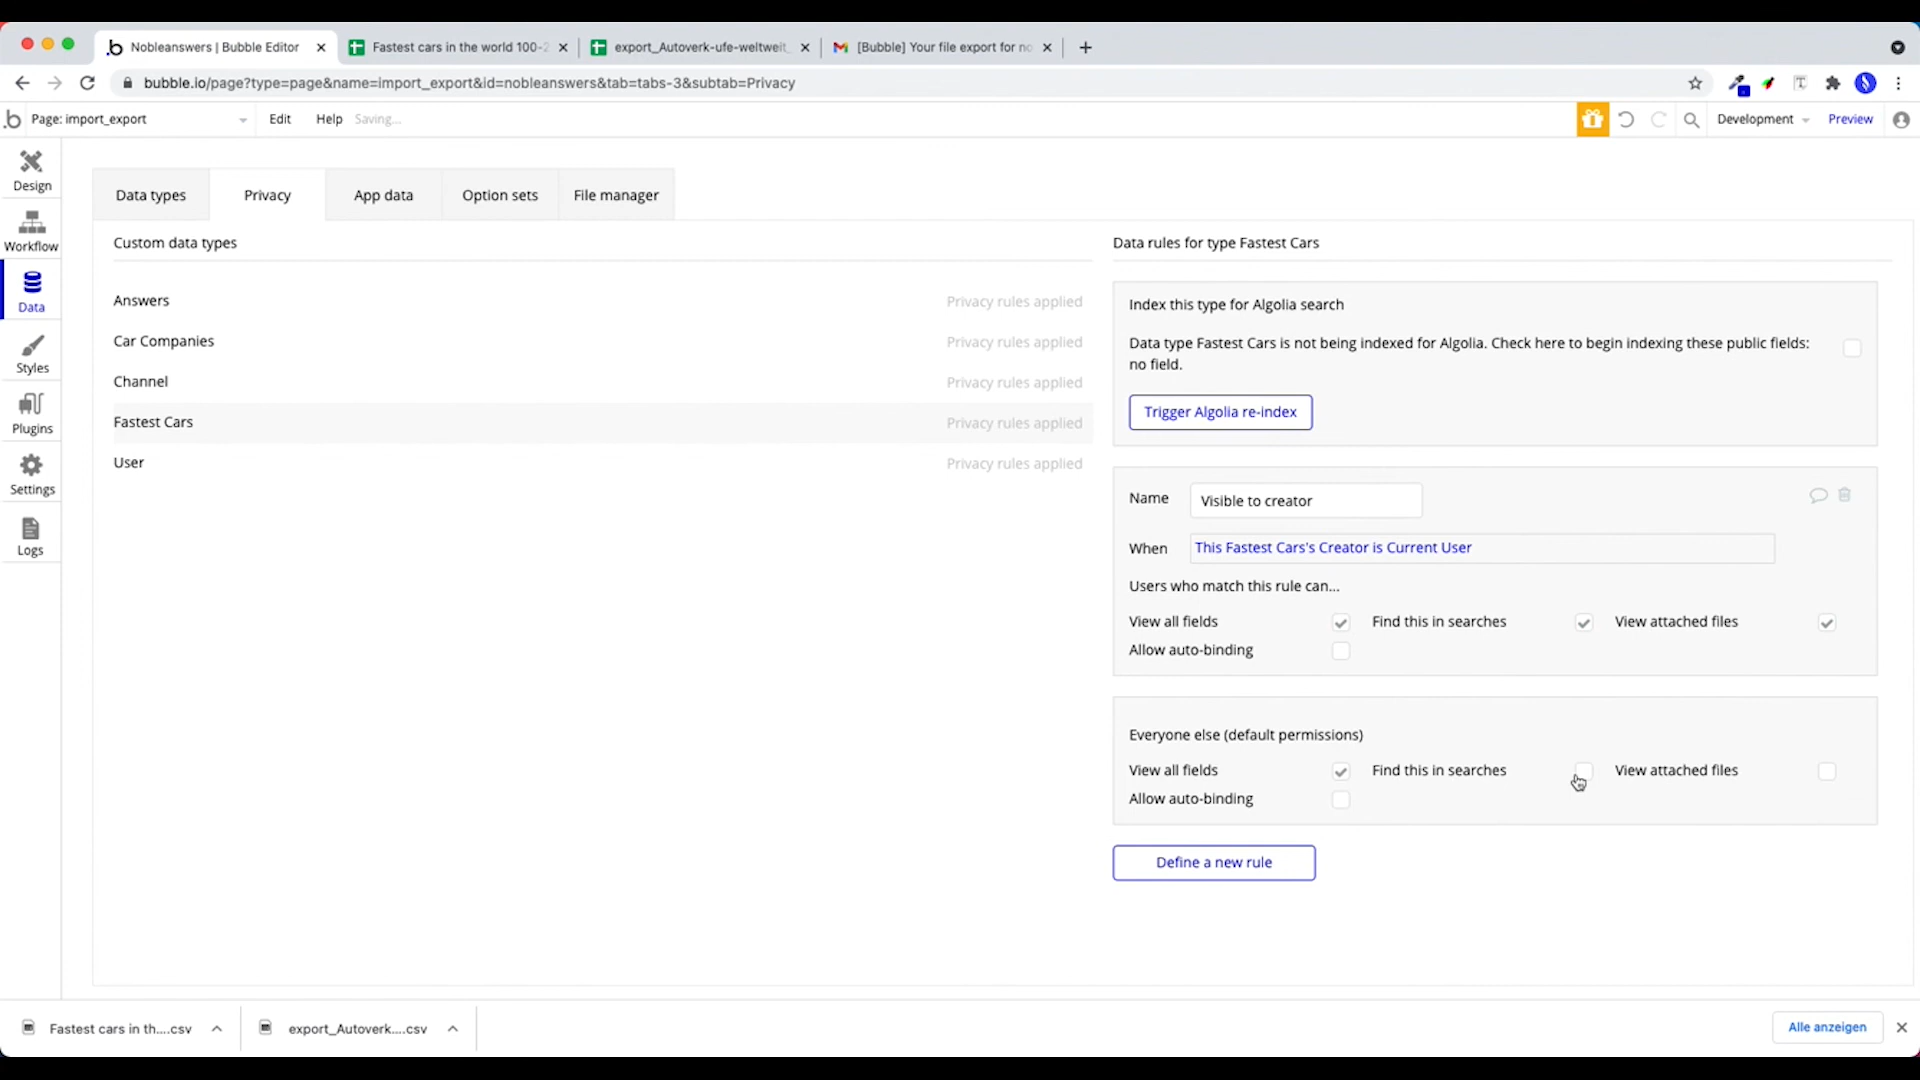 Nobleanswers | Bubble Editor
Fastest cars in the world 100-2
export_Autoverk-ufe-weltweit_
[Bubble] Your file export for no
bubble.io/page?type=page&name=import_export&id=nobleanswers&tab=tabs-3&subtab=Privacy
Page: import_export
Edit
Help
Saving...
Development
Preview
Design
Workflow
Data
Styles
Plugins
Settings
Logs
Data types
Privacy
App data
Option sets
File manager
Custom data types
Answers
Privacy rules applied
Car Companies
Privacy rules applied
Channel
Privacy rules applied
Fastest Cars
Privacy rules applied
User
Privacy rules applied
Data rules for type Fastest Cars
Index this type for Algolia search
Data type Fastest Cars is not being indexed for Algolia. Check here to begin indexing these public fields:
no field.
Trigger Algolia re-index
Name
Visible to creator
When
This Fastest Cars's Creator is Current User
Users who match this rule can...
View all fields
Find this in searches
View attached files
Allow auto-binding
Everyone else (default permissions)
View all fields
Find this in searches
View attached files
Allow auto-binding
Define a new rule
Fastest cars in th....csv
export_Autoverk....csv
Alle anzeigen